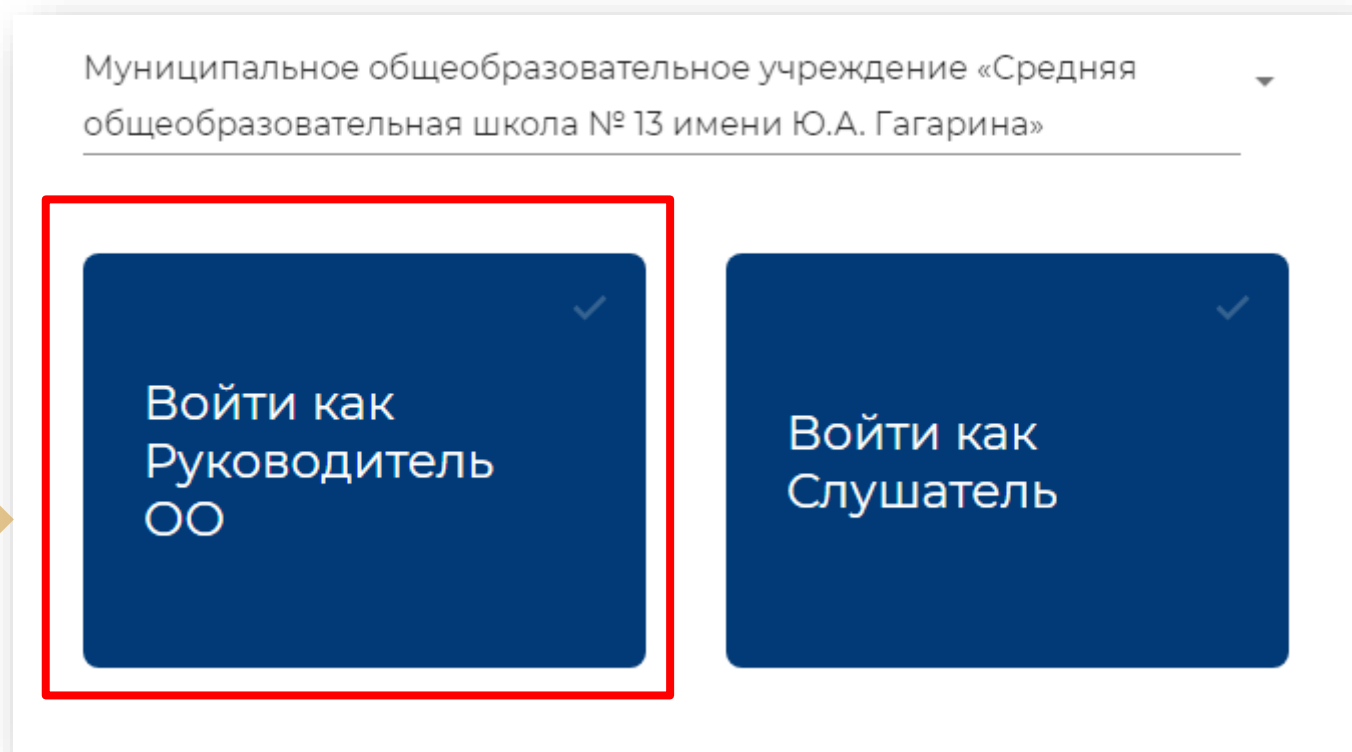 Муниципальное общеобразовательное учреждение «Средняя
общеобразовательная школа № 13 имени Ю.А. Гагарина»
Войти как
Руководитель
ОО
Войти как
Слушатель